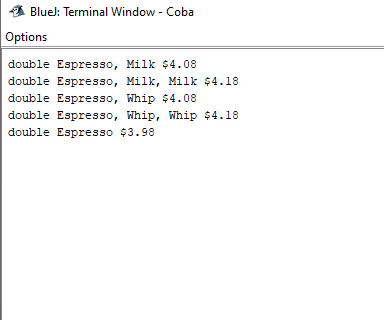 BlueJ: Terminal Window - Coba
Options
double Espresso, Milk $4.08
double Espresso, Milk, Milk $4.18
double Espresso, Whip $4.08
double Espresso, Whip, Whip $4.18
double Espresso $3.98